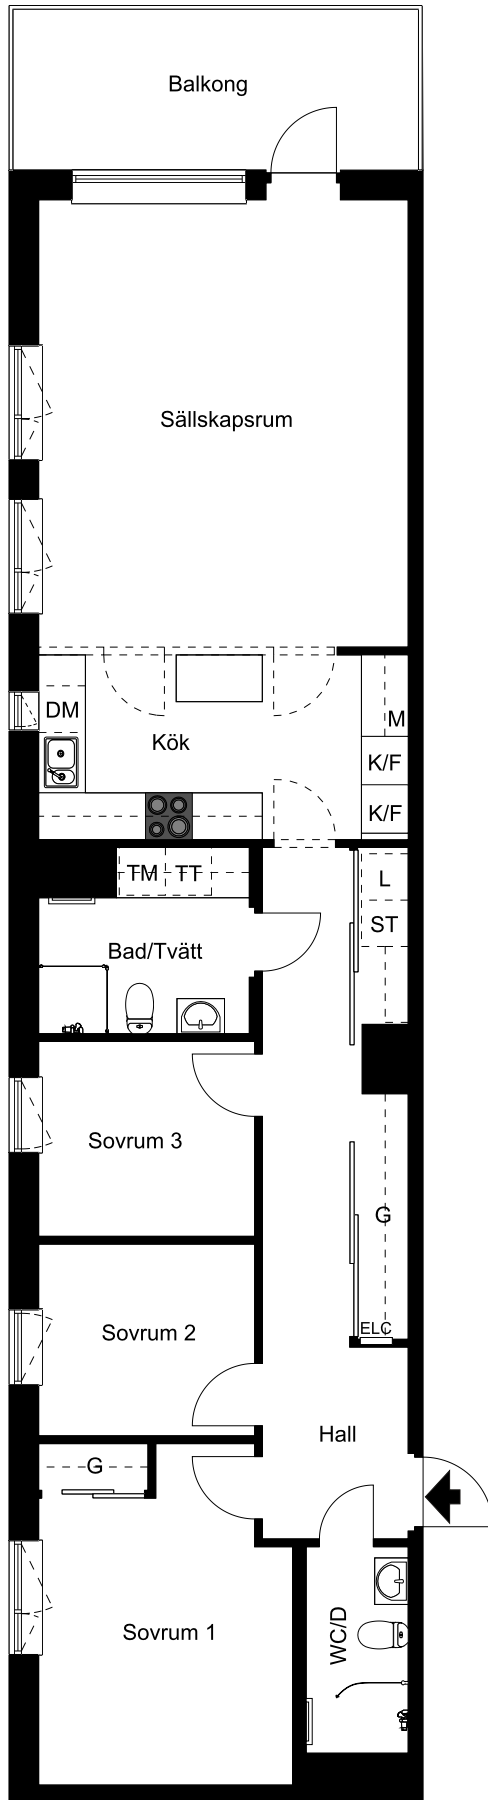 Balkong
Sällskapsrum
DM
M
Kök
K/F
K/F
TM TT
L
ST
Bad/Tvätt
Sovrum 3
G
ELC
Sovrum 2
Hall
G
WC/D
Sovrum 1